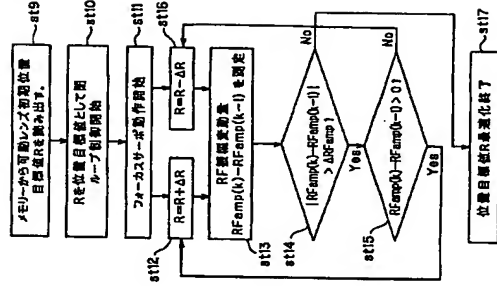 st9
メモリーから可動レンズ初期位置
目標値Rを読み出す。
st10
Rを位置目標値として閉
ループ制御開始
st11
フォーカスサーボ動作開始
st12
R=R+ΔR
st16
R=R-ΔR
st13
RF振幅変動量
RFamp(k)-RFamp(k-1)を測定
st14
|RFamp(k)-RFamp(k-1)|
>ΔRFamp?
No
Yes
st15
RFamp(k)-RFamp(k-1)>0?
No
Yes
st17
位置目標値R最適化終了